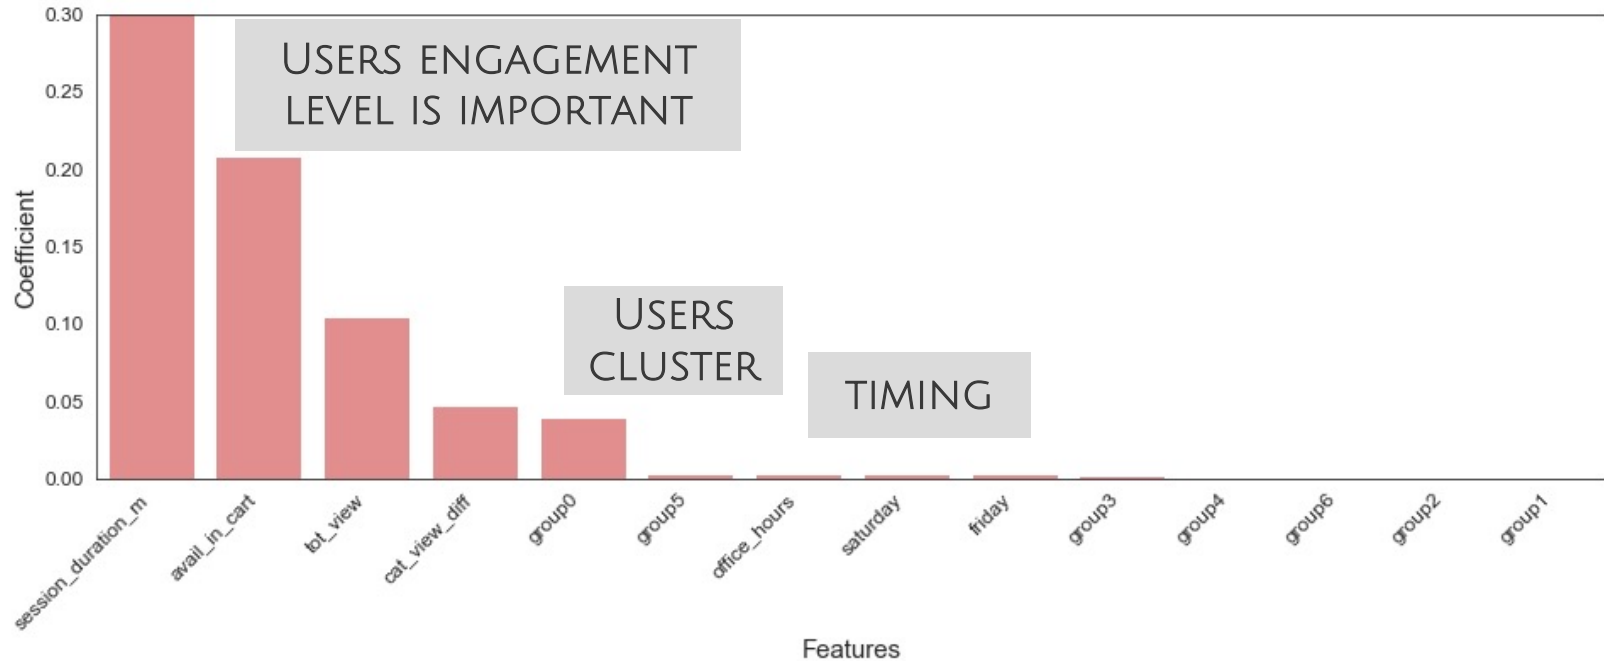 0.30
0.25
0.20
0.15
0.10
0.05
0.00
Coefficient
Users engagement
level is important
Users
cluster
timing
session_duration_m
avail_in_cart
tot_view
cat_view_diff
group0
group5
office_hours
saturday
friday
group3
group4
group6
group2
group1
Features